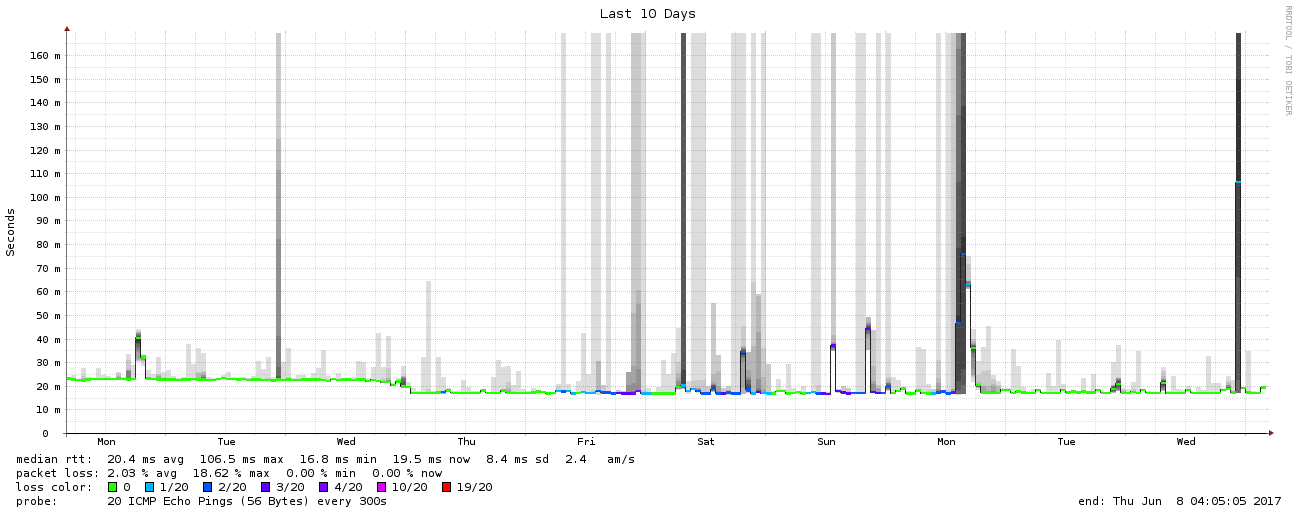 Last 10 Days
RRDTOOL / TOBI OETIKER
Seconds
160 m
150 m
140 m
130 m
120 m
110 m
100 m
90 m
80 m
70 m
60 m
50 m
40 m
30 m
20 m
10 m
0
Mon Tue Wed Thu Fri Sat Sun Mon Tue Wed
median rtt: 20.4 ms avg 106.5 ms max 16.8 ms min 19.5 ms now 8.4 ms sd 2.4 am/s
packet loss: 2.03 % avg 18.62 % max 0.00 % min 0.00 % now
loss color: 0 1/20 2/20 3/20 4/20 10/20 19/20
probe: 20 ICMP Echo Pings (56 Bytes) every 300s end: Thu Jun 8 04:05:05 2017